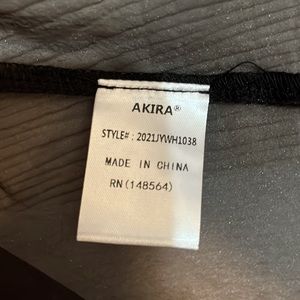 AKIRA®
STYLE#: 2021JYWH1038
MADE IN CHINA
RN(148564)